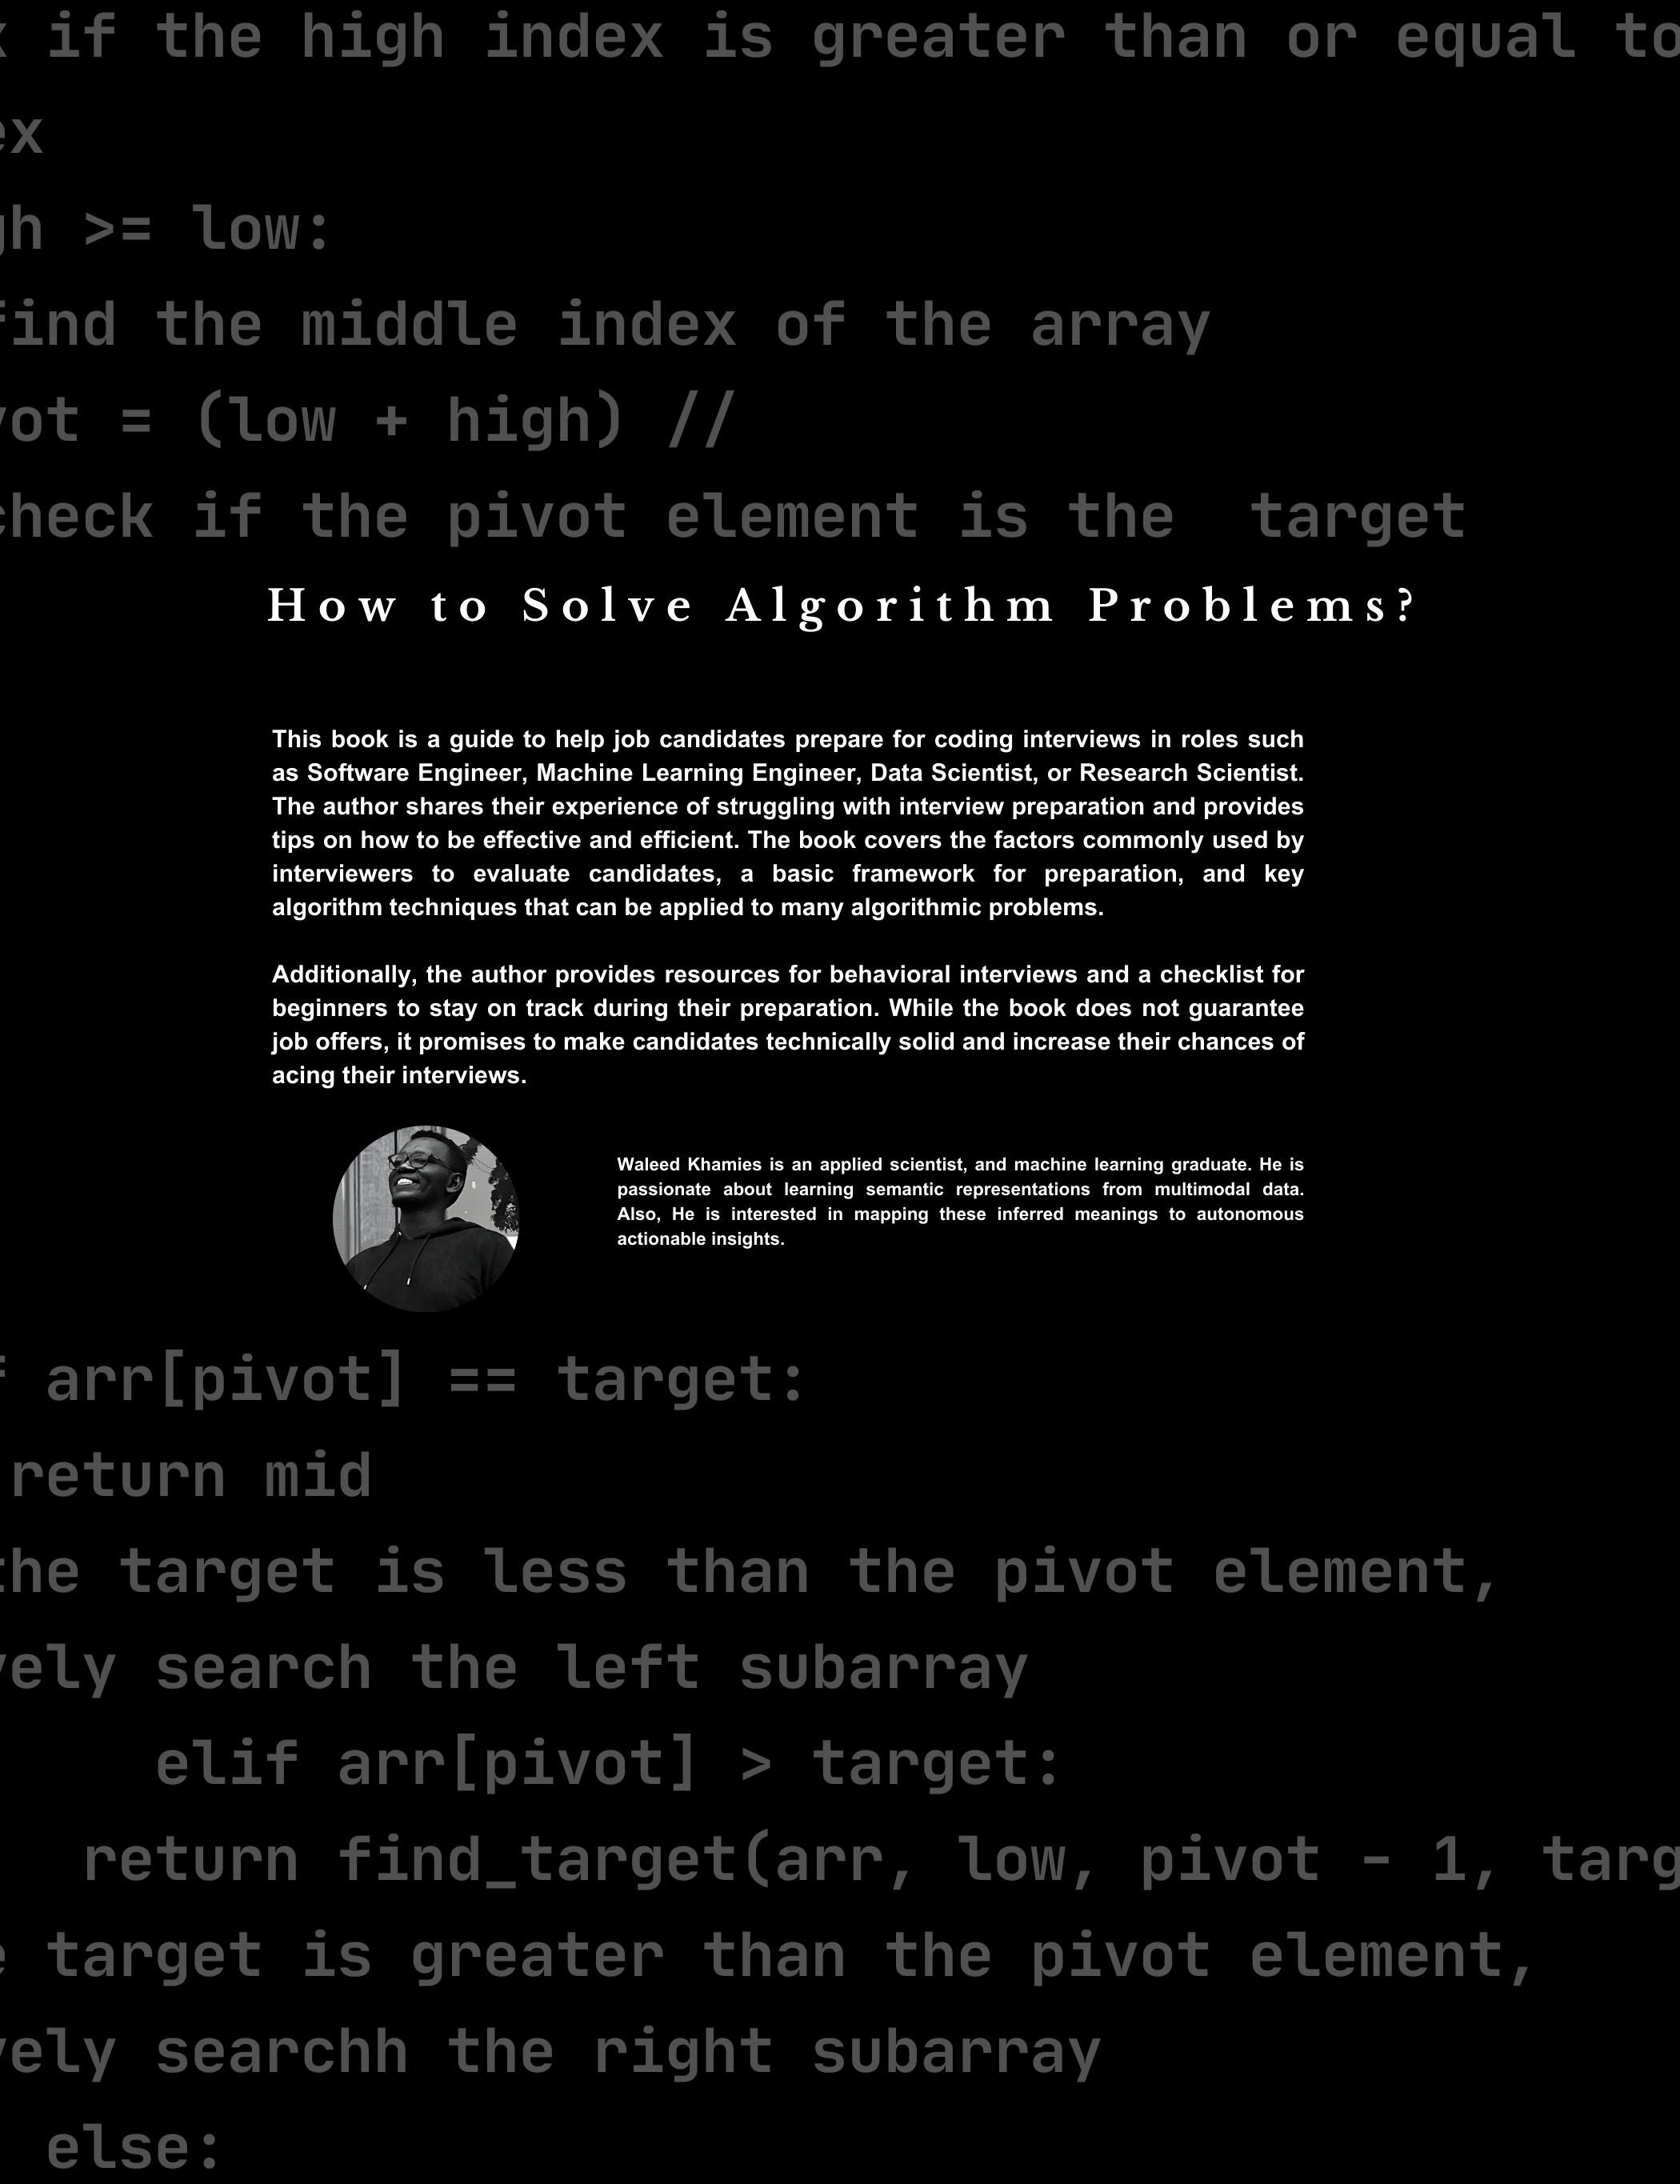 if the high index is greater than or equal to
ex
gh >= low:
find the middle index of the array
vot = (low + high) //
check if the pivot element is the  target
How to Solve Algorithm Problems?
This book is a guide to help job candidates prepare for coding interviews in roles such
as Software Engineer, Machine Learning Engineer, Data Scientist, or Research Scientist.
The author shares their experience of struggling with interview preparation and provides
tips on how to be effective and efficient. The book covers the factors commonly used by
interviewers to evaluate candidates, a basic framework for preparation, and key
algorithm techniques that can be applied to many algorithmic problems.
Additionally, the author provides resources for behavioral interviews and a checklist for
beginners to stay on track during their preparation. While the book does not guarantee
job offers, it promises to make candidates technically solid and increase their chances of
acing their interviews.
Waleed Khamies is an applied scientist, and machine learning graduate. He is
passionate about learning semantic representations from multimodal data.
Also, He is interested in mapping these inferred meanings to autonomous
actionable insights.
f arr[pivot] == target:
return mid
the target is less than the pivot element,
vely search the left subarray
elif arr[pivot] > target:
return find_target(arr, low, pivot - 1, targ
e target is greater than the pivot element,
vely searchh the right subarray
else: